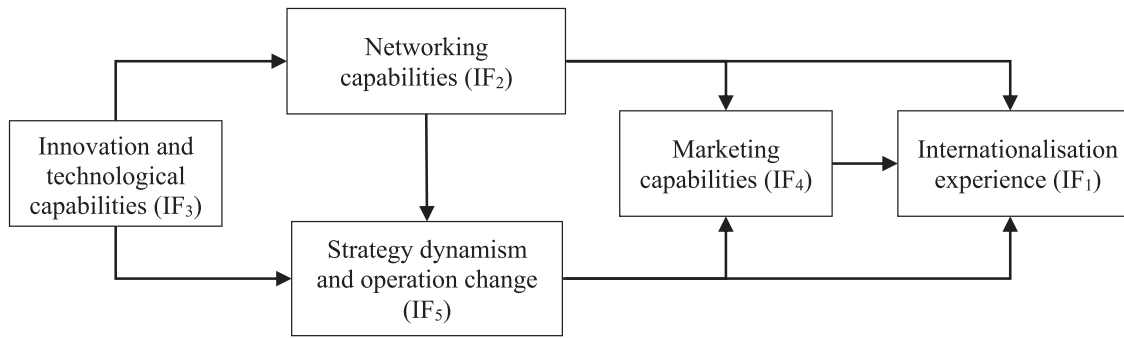 Networking
capabilities (IF₂)
Innovation and
technological
capabilities (IF₃)
Marketing
capabilities (IF₄)
Internationalisation
experience (IF₁)
Strategy dynamism
and operation change
(IF₅)